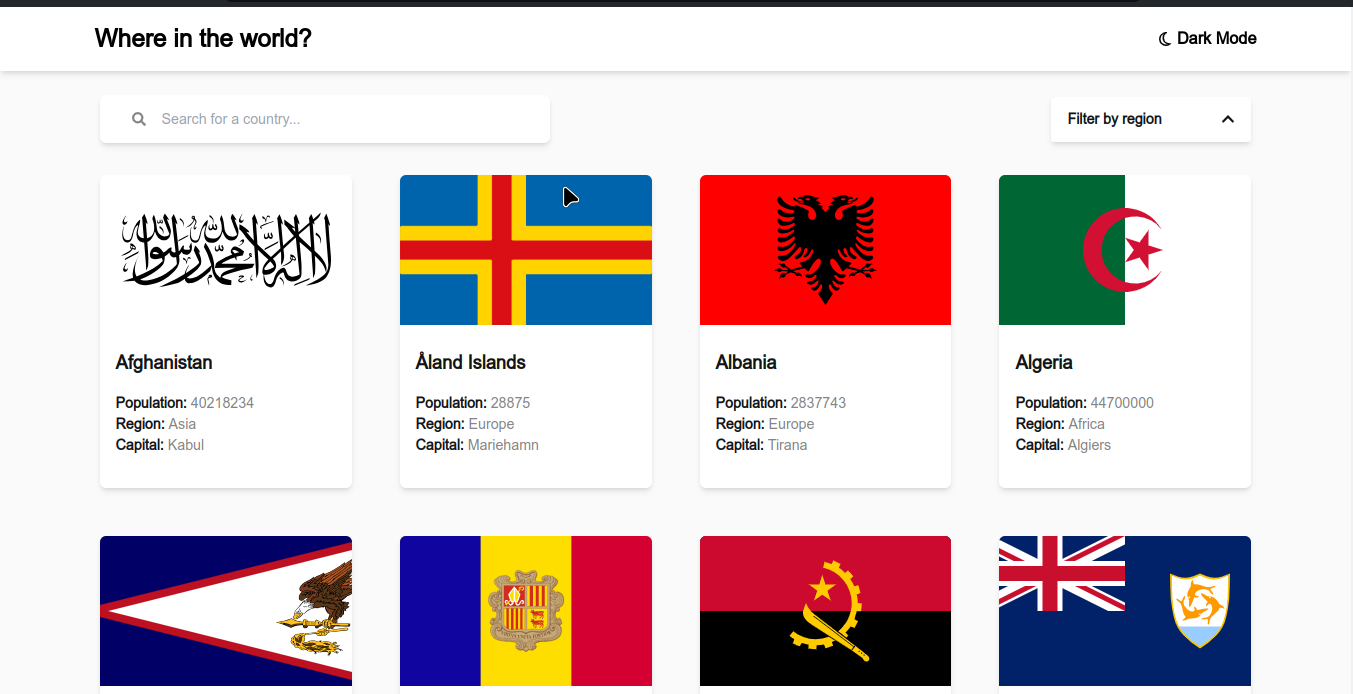 Where in the world?
Dark Mode
Search for a country...
Filter by region
لا إله إلا الله محمد رسول الله
Afghanistan
Population: 40218234
Region: Asia
Capital: Kabul
Åland Islands
Population: 28875
Region: Europe
Capital: Mariehamn
Albania
Population: 2837743
Region: Europe
Capital: Tirana
Algeria
Population: 44700000
Region: Africa
Capital: Algiers